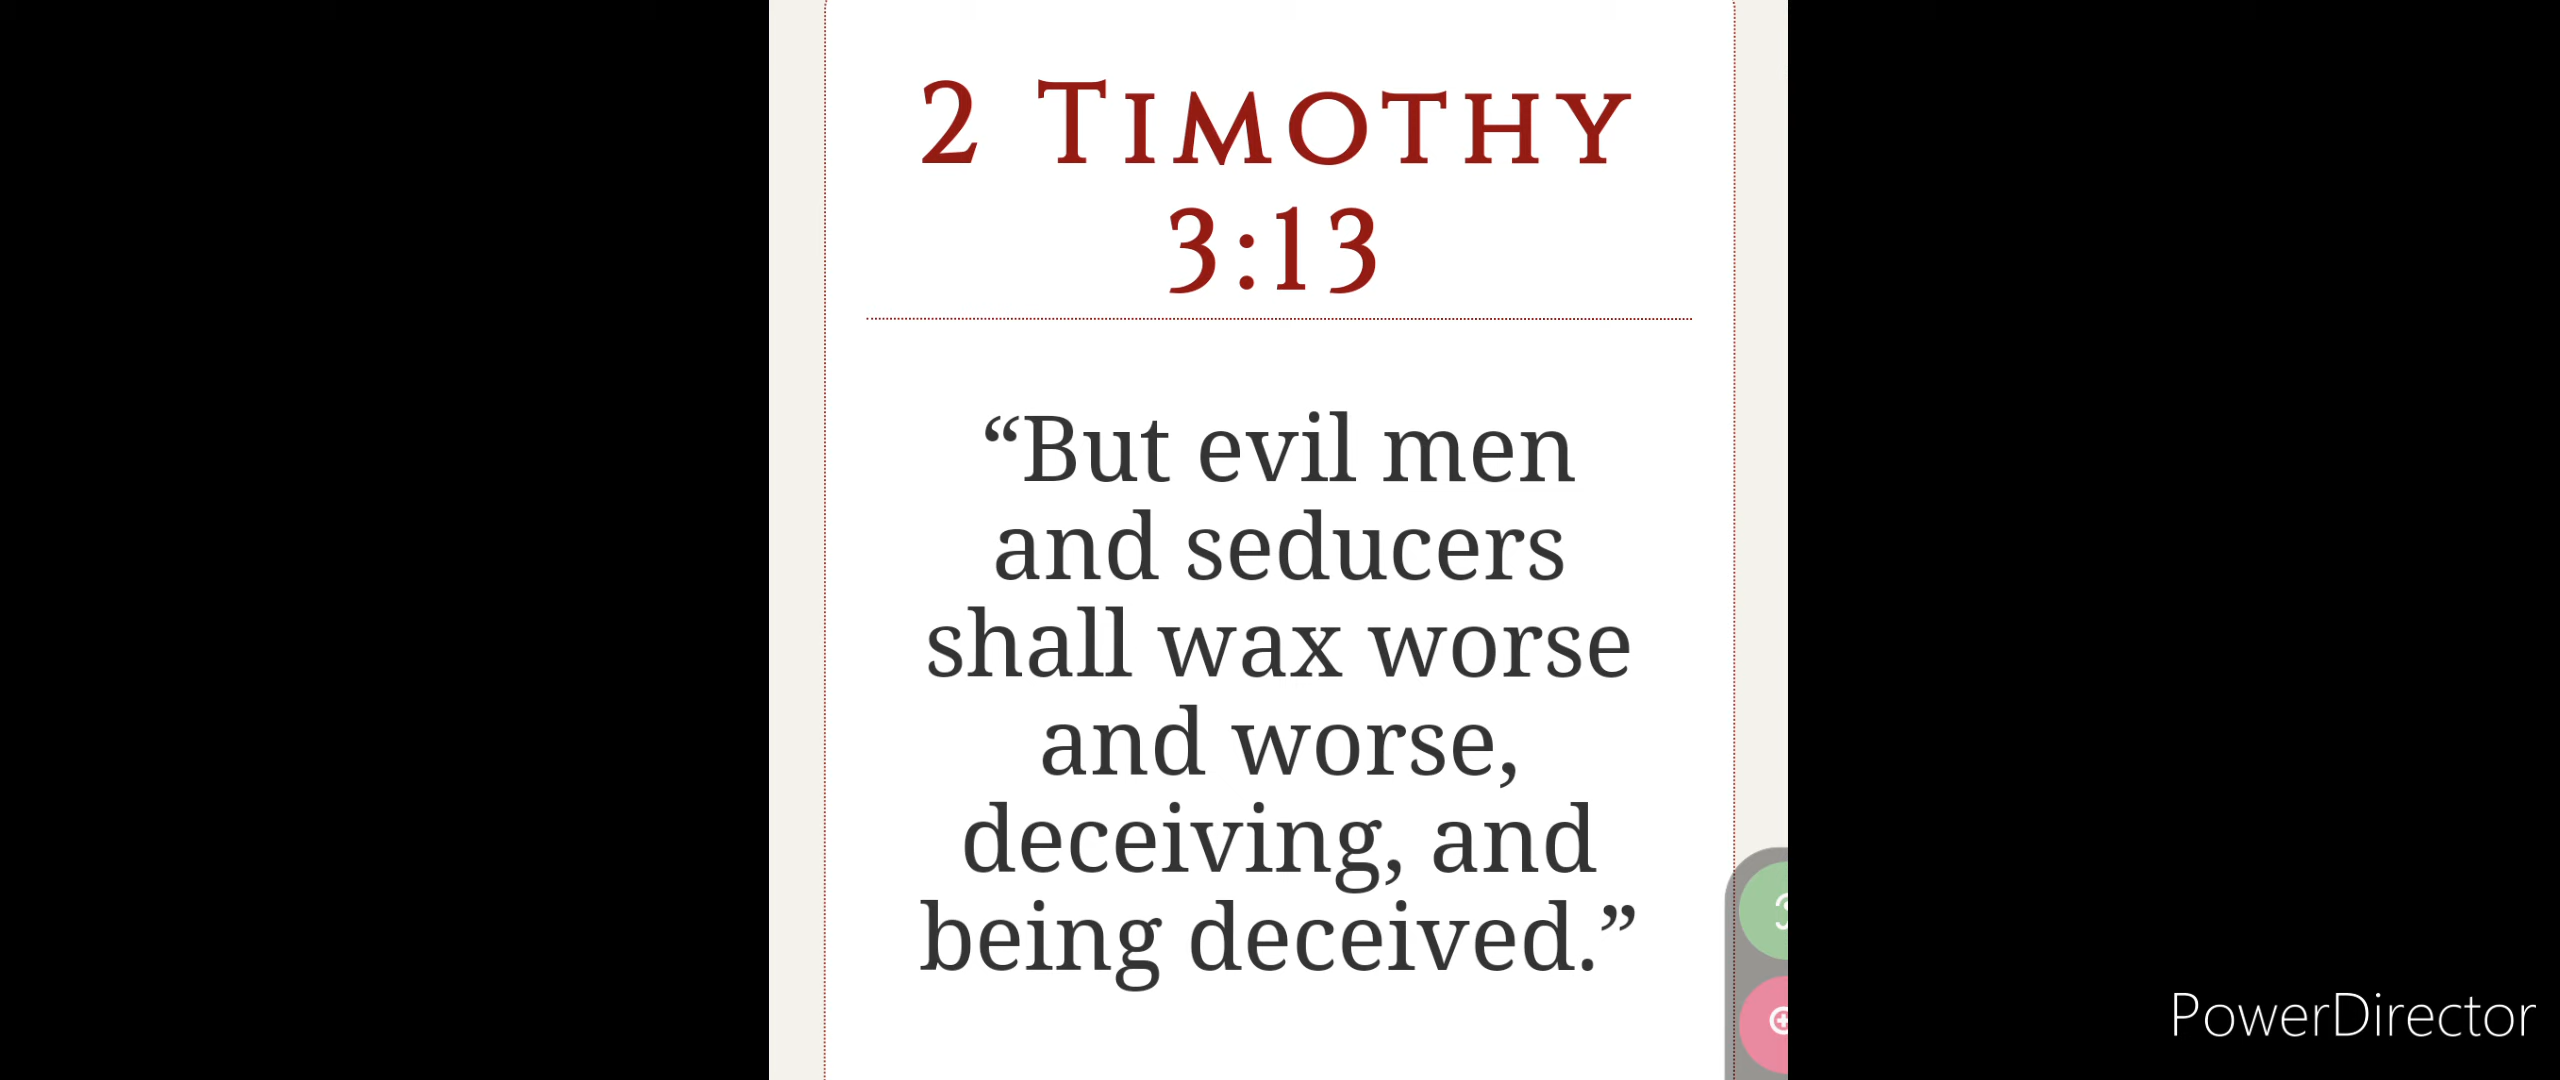 2 Timothy
3:13
“But evil men
and seducers
shall wax worse
and worse,
deceiving, and
being deceived.”
PowerDirector